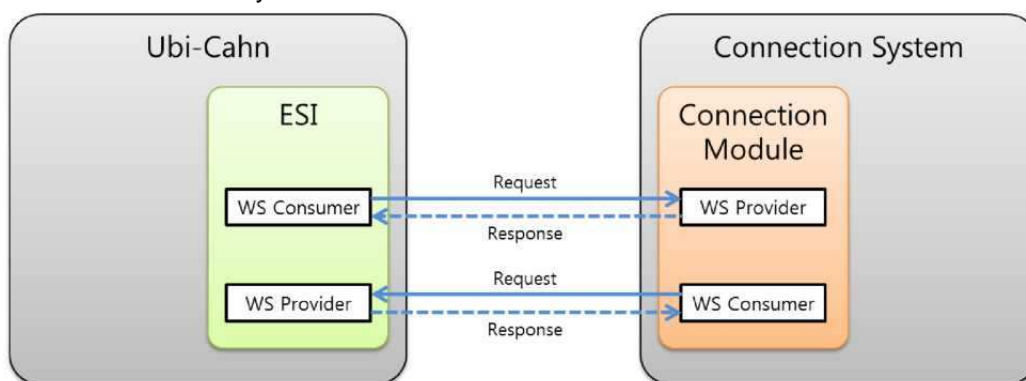 Ubi-Cahn
Connection System
ESI
Connection
Module
Request
WS Consumer
WS Provider
Response
Request
WS Provider
WS Consumer
Response